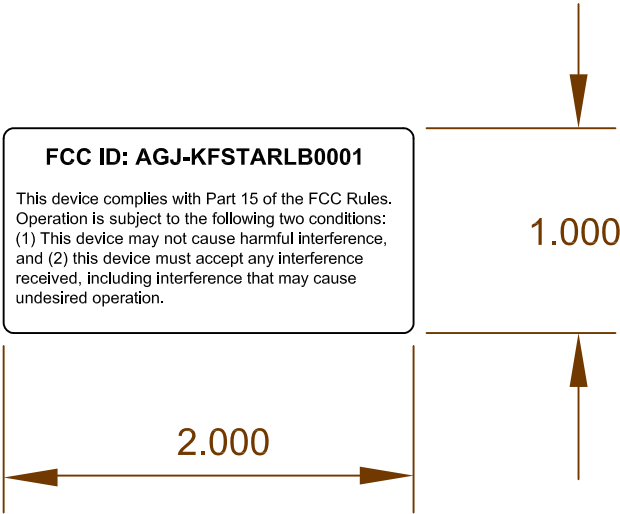 FCC ID: AGJ-KFSTARLB0001
This device complies with Part 15 of the FCC Rules.
Operation is subject to the following two conditions:
(1) This device may not cause harmful interference,
and (2) this device must accept any interference
received, including interference that may cause
undesired operation.
1.000
2.000